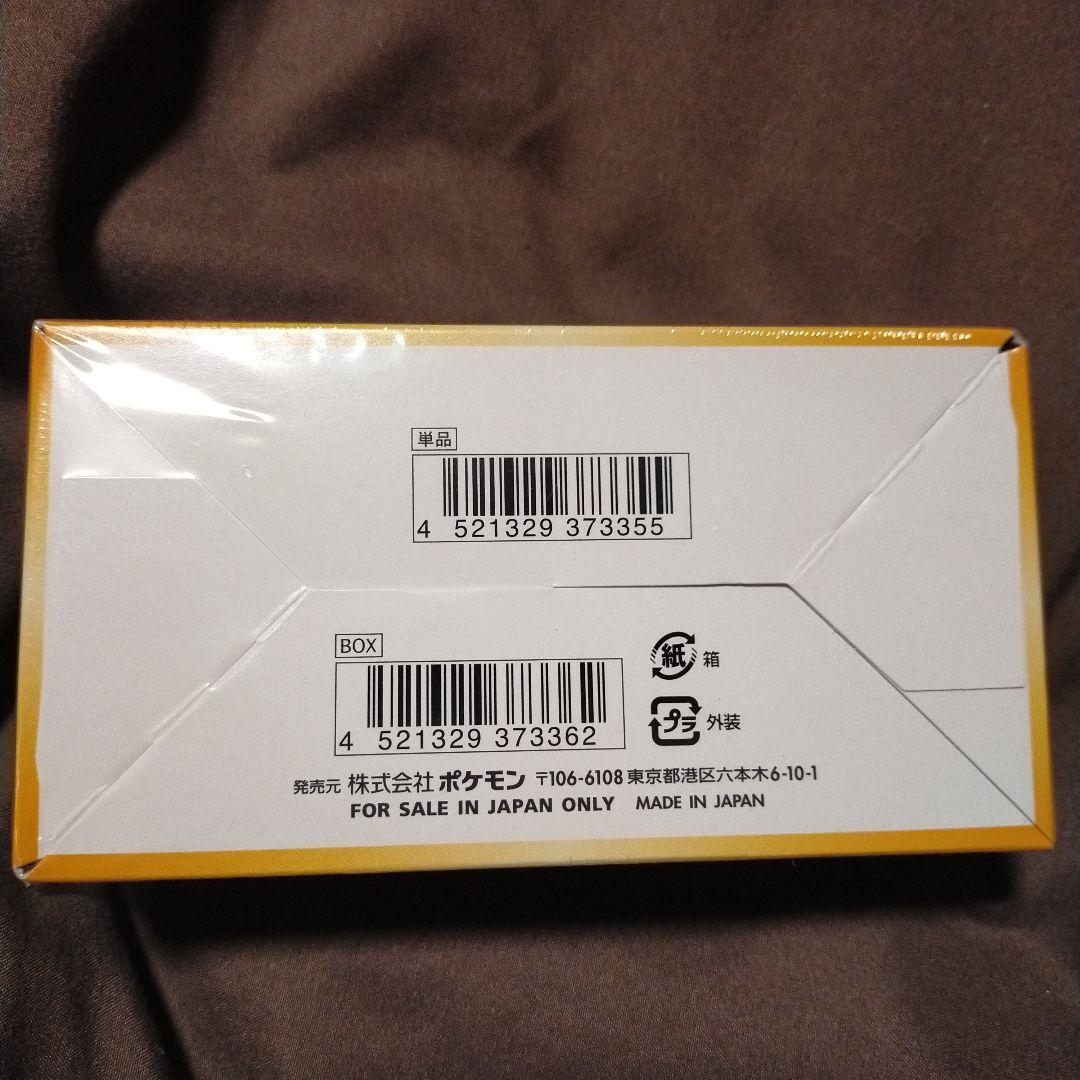 単品
4 521329 373355
BOX
4 521329 373362
紙 箱
プラ 外装
発売元 株式会社 ポケモン 〒106-6108 東京都港区六本木6-10-1
FOR SALE IN JAPAN ONLY MADE IN JAPAN